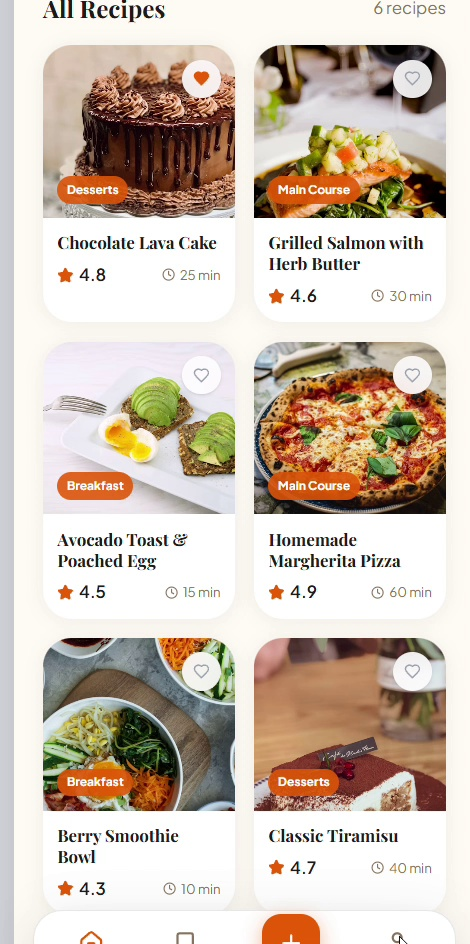 All Recipes
6 recipes
Desserts
Main Course
Chocolate Lava Cake
4.8
25 min
Grilled Salmon with
Herb Butter
4.6
30 min
Breakfast
Main Course
Avocado Toast &
Poached Egg
4.5
15 min
Homemade
Margherita Pizza
4.9
60 min
Breakfast
Desserts
Berry Smoothie
Bowl
4.3
10 min
Classic Tiramisu
4.7
40 min